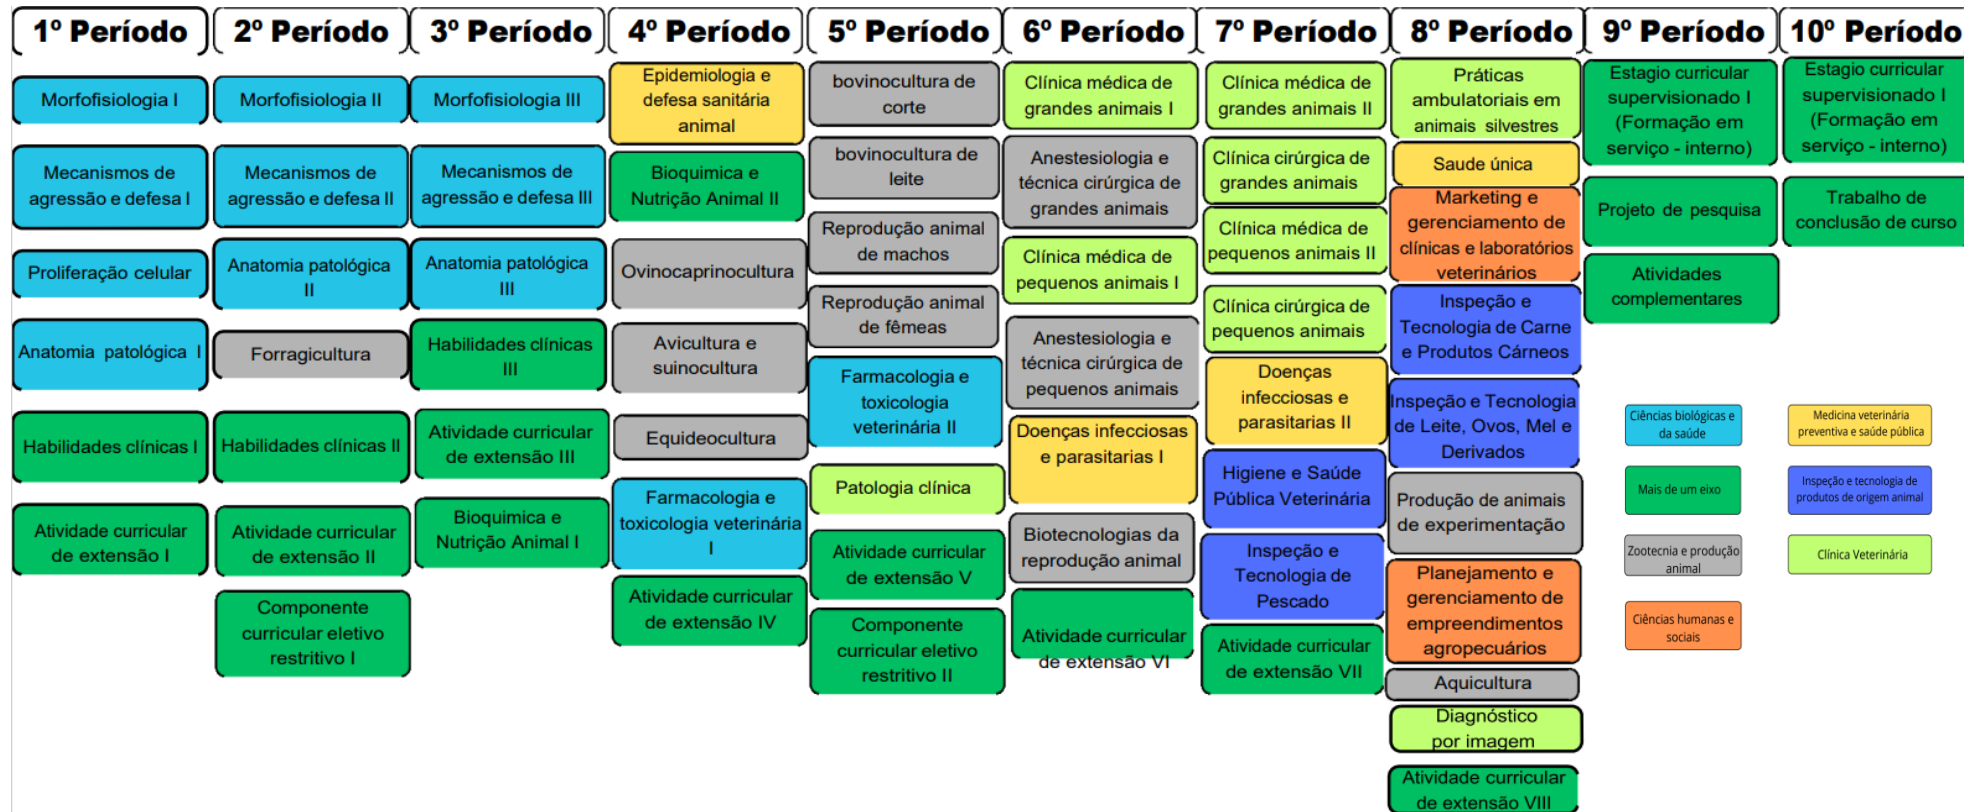 1º Período
2º Período
3º Período
4º Período
5º Período
6º Período
7º Período
8º Período
9º Período
10º Período
Morfofisiologia I
Mecanismos de
agressão e defesa I
Proliferação celular
Anatomia patológica I
Habilidades clínicas I
Atividade curricular
de extensão I
Morfofisiologia II
Mecanismos de
agressão e defesa II
Anatomia patológica
II
Forragicultura
Habilidades clínicas II
Atividade curricular
de extensão II
Componente
curricular eletivo
restritivo I
Morfofisiologia III
Mecanismos de
agressão e defesa III
Anatomia patológica
III
Habilidades clínicas
III
Atividade curricular
de extensão III
Bioquimica e
Nutrição Animal I
Epidemiologia e
defesa sanitária
animal
Bioquimica e
Nutrição Animal II
Ovinocaprinocultura
Avicultura e
suinocultura
Equideocultura
Farmacologia e
toxicologia veterinária
I
Atividade curricular
de extensão IV
bovinocultura de
corte
bovinocultura de
leite
Reprodução animal
de machos
Reprodução animal
de fêmeas
Farmacologia e
toxicologia
veterinária II
Patologia clínica
Atividade curricular
de extensão V
Componente
curricular eletivo
restritivo II
Clínica médica de
grandes animais I
Anestesiologia e
técnica cirúrgica de
grandes animais
Clínica médica de
pequenos animais I
Anestesiologia e
técnica cirúrgica de
pequenos animais
Doenças infecciosas
e parasitarias I
Biotecnologias da
reprodução animal
Atividade curricular
de extensão VI
Clínica médica de
grandes animais II
Clínica cirúrgica de
grandes animais
Clínica médica de
pequenos animais II
Clínica cirúrgica de
pequenos animais
Doenças
infecciosas e
parasitarias II
Higiene e Saúde
Pública Veterinária
Inspeção e
Tecnologia de
Pescado
Atividade curricular
de extensão VII
Práticas
ambulatoriais em
animais silvestres
Saude única
Marketing e
gerenciamento de
clínicas e laboratórios
veterinários
Inspeção e
Tecnologia de Carne
e Produtos Cárneos
Inspeção e Tecnologia
de Leite, Ovos, Mel e
Derivados
Produção de animais
de experimentação
Planejamento e
gerenciamento de
empreendimentos
agropecuários
Aquicultura
Diagnóstico
por imagem
Atividade curricular
de extensão VIII
Estagio curricular
supervisionado I
(Formação em
serviço - interno)
Projeto de pesquisa
Atividades
complementares
Estagio curricular
supervisionado I
(Formação em
serviço - interno)
Trabalho de
conclusão de curso
Ciências biológicas e
da saúde
Mais de um eixo
Zootecnia e produção
animal
Ciências humanas e
sociais
Medicina veterinária
preventiva e saúde pública
Inspeção e tecnologia de
produtos de origem animal
Clínica Veterinária